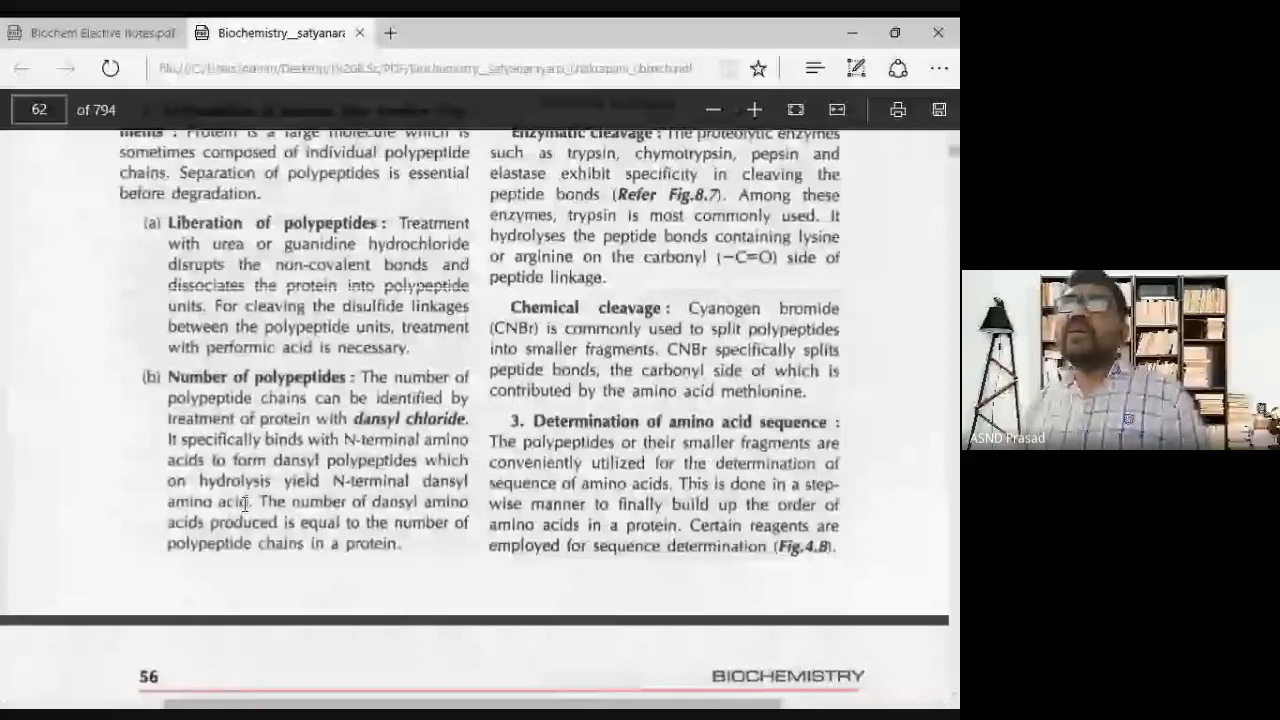 Biochem Elective Notes.pdf
Biochemistry__satyanara
62 of 794
ments : Protein is a large molecule which is
sometimes composed of individual polypeptide
chains. Separation of polypeptides is essential
before degradation.
(a) Liberation of polypeptides : Treatment
with urea or guanidine hydrochloride
disrupts the non-covalent bonds and
dissociates the protein into polypeptide
units. For cleaving the disulfide linkages
between the polypeptide units, treatment
with performic acid is necessary.
(b) Number of polypeptides : The number of
polypeptide chains can be identified by
treatment of protein with dansyl chloride.
It specifically binds with N-terminal amino
acids to form dansyl polypeptides which
on hydrolysis yield N-terminal dansyl
amino acid. The number of dansyl amino
acids produced is equal to the number of
polypeptide chains in a protein.
Enzymatic cleavage : The proteolytic enzymes
such as trypsin, chymotrypsin, pepsin and
elastase exhibit specificity in cleaving the
peptide bonds (Refer Fig.8.7). Among these
enzymes, trypsin is most commonly used. It
hydrolyses the peptide bonds containing lysine
or arginine on the carbonyl (−C=O) side of
peptide linkage.
Chemical cleavage : Cyanogen bromide
(CNBr) is commonly used to split polypeptides
into smaller fragments. CNBr specifically splits
peptide bonds, the carbonyl side of which is
contributed by the amino acid methionine.
3. Determination of amino acid sequence :
The polypeptides or their smaller fragments are
conveniently utilized for the determination of
sequence of amino acids. This is done in a step-
wise manner to finally build up the order of
amino acids in a protein. Certain reagents are
employed for sequence determination (Fig.4.8).
56
BIOCHEMISTRY
ASND Prasad